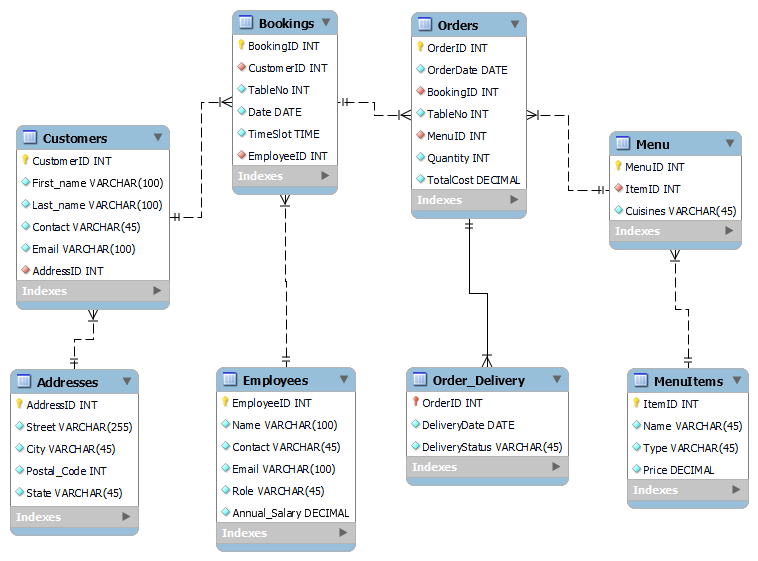 Bookings
BookingID INT
CustomerID INT
TableNo INT
Date DATE
TimeSlot TIME
EmployeeID INT
Indexes
Orders
OrderID INT
OrderDate DATE
BookingID INT
TableNo INT
MenuID INT
Quantity INT
TotalCost DECIMAL
Indexes
Customers
CustomerID INT
First_name VARCHAR(100)
Last_name VARCHAR(100)
Contact VARCHAR(45)
Email VARCHAR(100)
AddressID INT
Indexes
Menu
MenuID INT
ItemID INT
Cuisines VARCHAR(45)
Indexes
Addresses
AddressID INT
Street VARCHAR(255)
City VARCHAR(45)
Postal_Code INT
State VARCHAR(45)
Indexes
Employees
EmployeeID INT
Name VARCHAR(100)
Contact VARCHAR(45)
Email VARCHAR(100)
Role VARCHAR(45)
Annual_Salary DECIMAL
Indexes
Order_Delivery
OrderID INT
DeliveryDate DATE
DeliveryStatus VARCHAR(45)
Indexes
MenuItems
ItemID INT
Name VARCHAR(45)
Type VARCHAR(45)
Price DECIMAL
Indexes